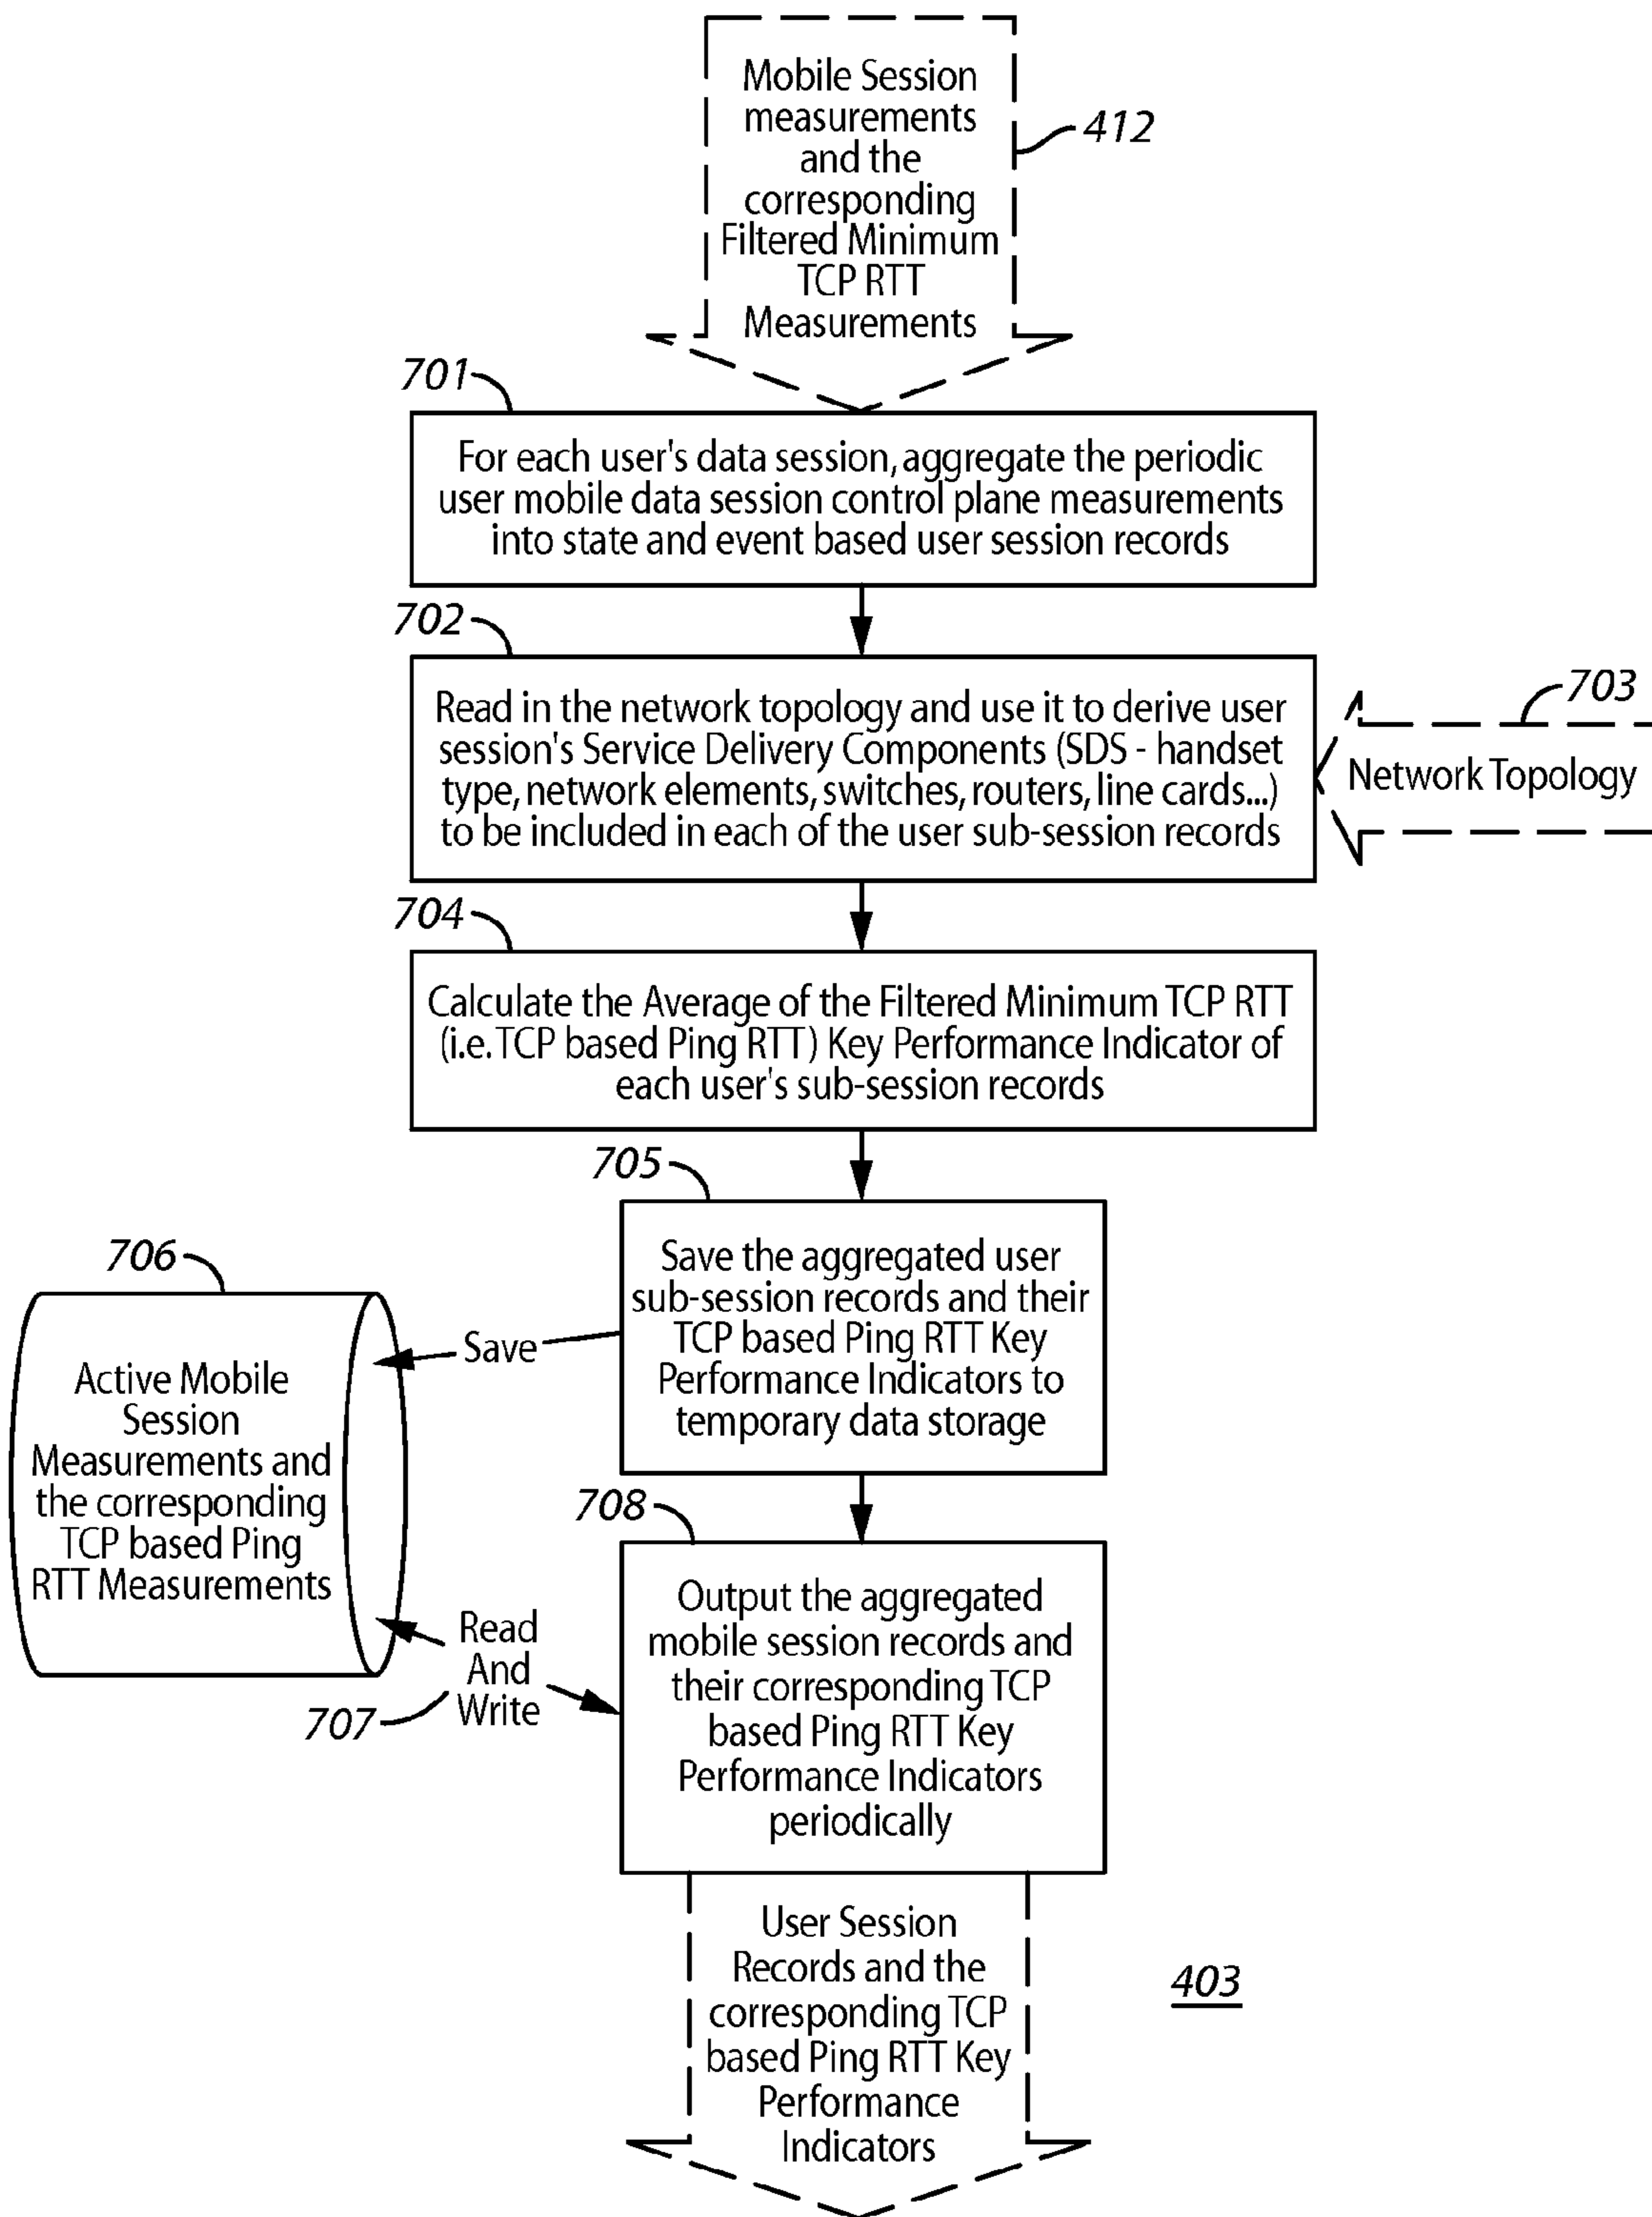 Mobile Session
measurements
and the
corresponding
Filtered Minimum
TCP RTT
Measurements
412
701
For each user's data session, aggregate the periodic
user mobile data session control plane measurements
into state and event based user session records
702
Read in the network topology and use it to derive user
session's Service Delivery Components (SDS - handset
type, network elements, switches, routers, line cards...)
to be included in each of the user sub-session records
703
Network Topology
704
Calculate the Average of the Filtered Minimum TCP RTT
(i.e. TCP based Ping RTT) Key Performance Indicator of
each user's sub-session records
705
Save the aggregated user
sub-session records and their
TCP based Ping RTT Key
Performance Indicators to
temporary data storage
706
Save
Active Mobile
Session
Measurements and
the corresponding
TCP based Ping
RTT Measurements
708
Read
And
Write
707
Output the aggregated
mobile session records and
their corresponding TCP
based Ping RTT Key
Performance Indicators
periodically
User Session
Records and the
corresponding TCP
based Ping RTT Key
Performance
Indicators
403